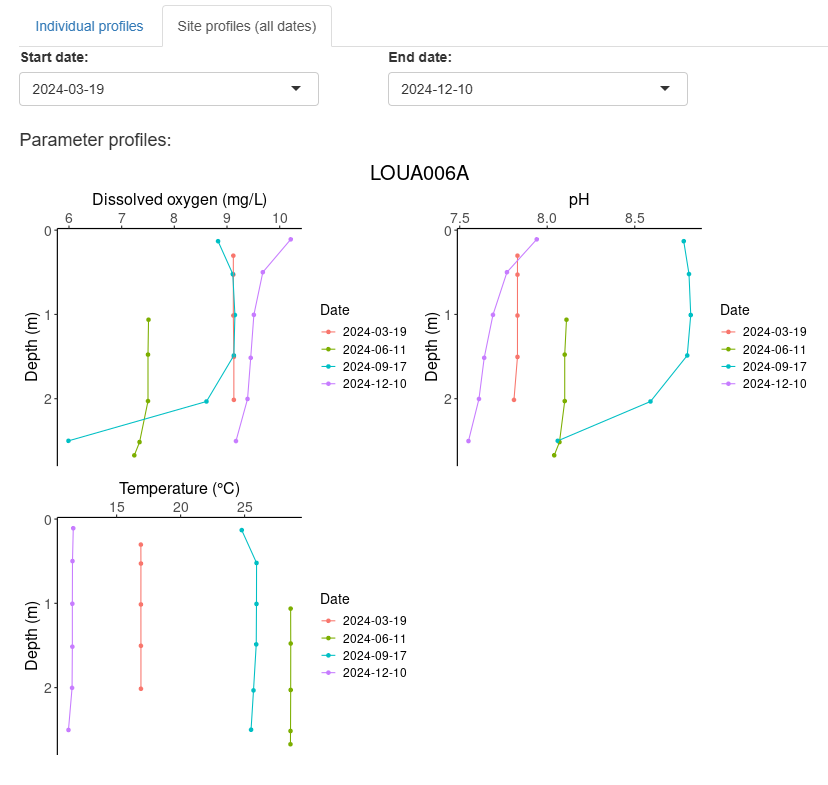 Individual profiles
Site profiles (all dates)
Start date:
End date:
2024-03-19
2024-12-10
Parameter profiles:
LOUA006A
Dissolved oxygen (mg/L)
6 7 8 9 10
0
1
2
Depth (m)
Date
2024-03-19
2024-06-11
2024-09-17
2024-12-10
pH
7.5 8.0 8.5
0
1
2
Depth (m)
Date
2024-03-19
2024-06-11
2024-09-17
2024-12-10
Temperature (°C)
15 20 25
0
1
2
Depth (m)
Date
2024-03-19
2024-06-11
2024-09-17
2024-12-10